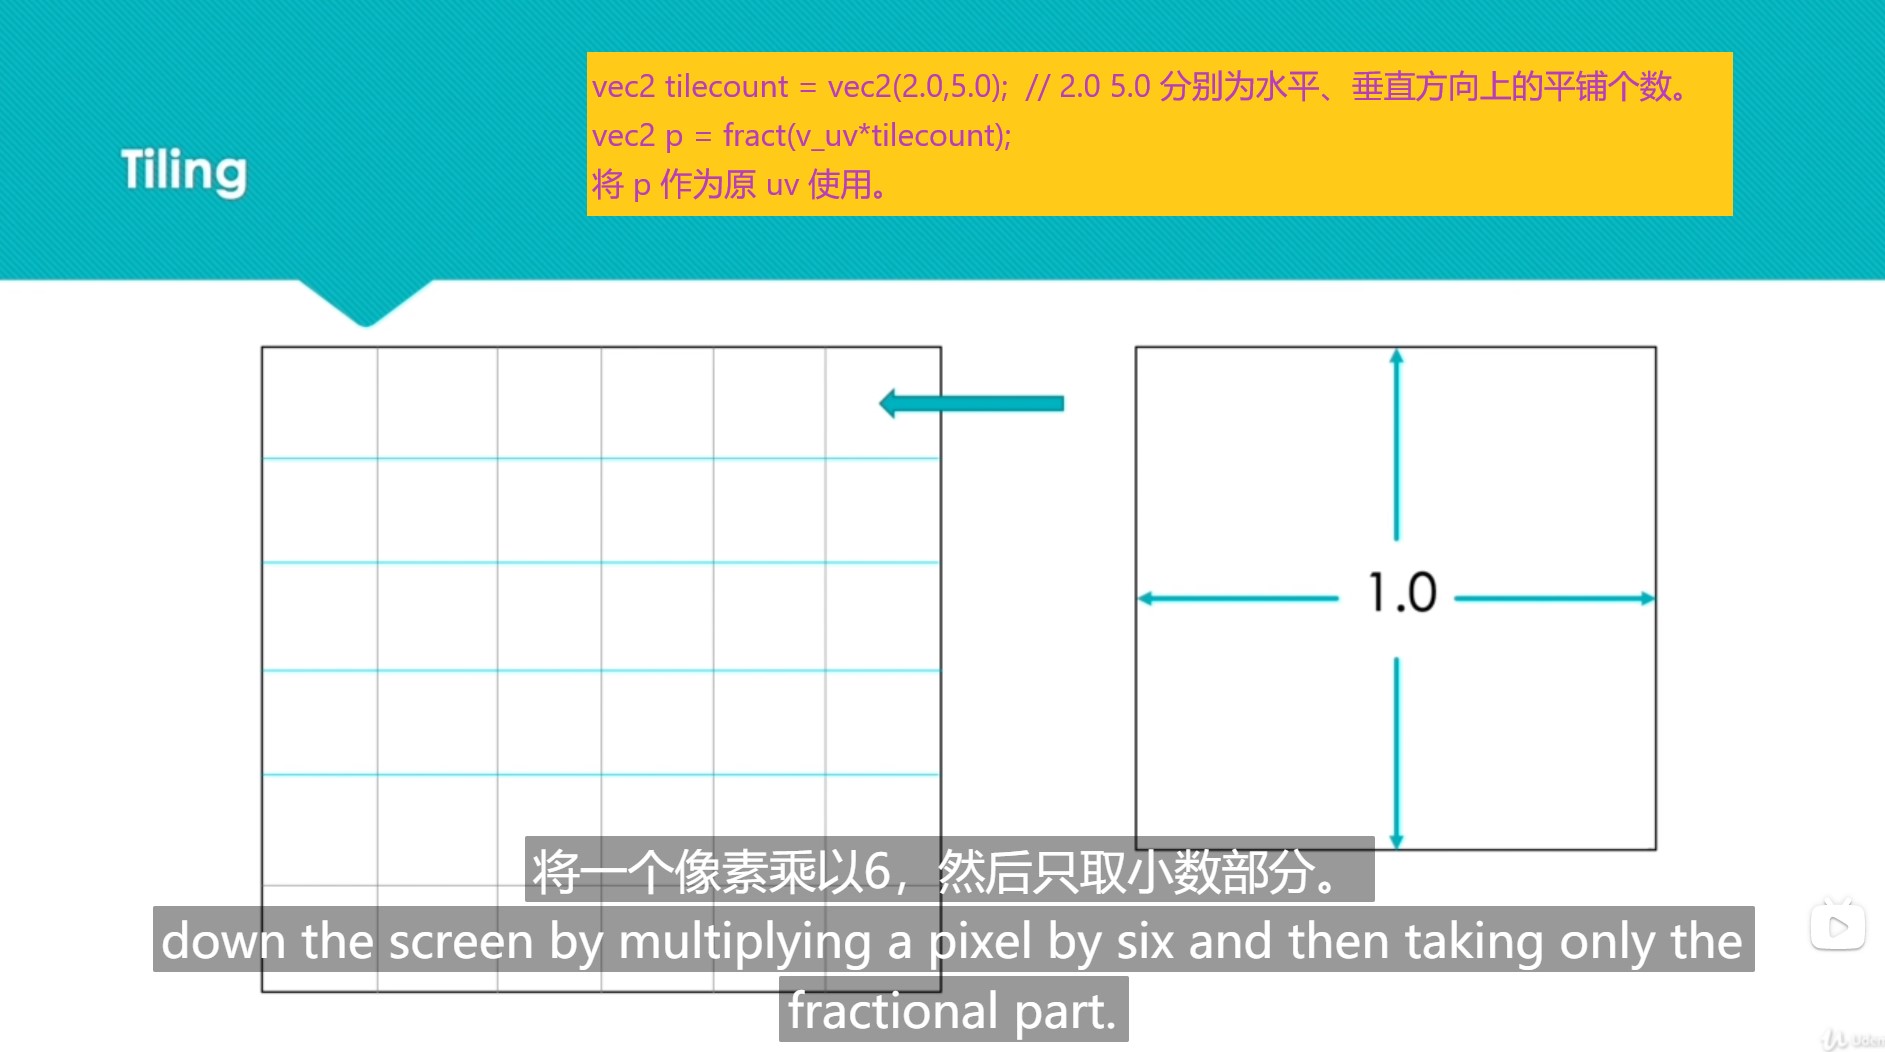 vec2 tilecount = vec2(2.0,5.0);  // 2.0 5.0 分别为水平、垂直方向上的平铺个数。
vec2 p = fract(v_uv*tilecount);
将 p 作为原 uv 使用。
Tiling
1.0
将一个像素乘以6，然后只取小数部分。
down the screen by multiplying a pixel by six and then taking only the
fractional part.